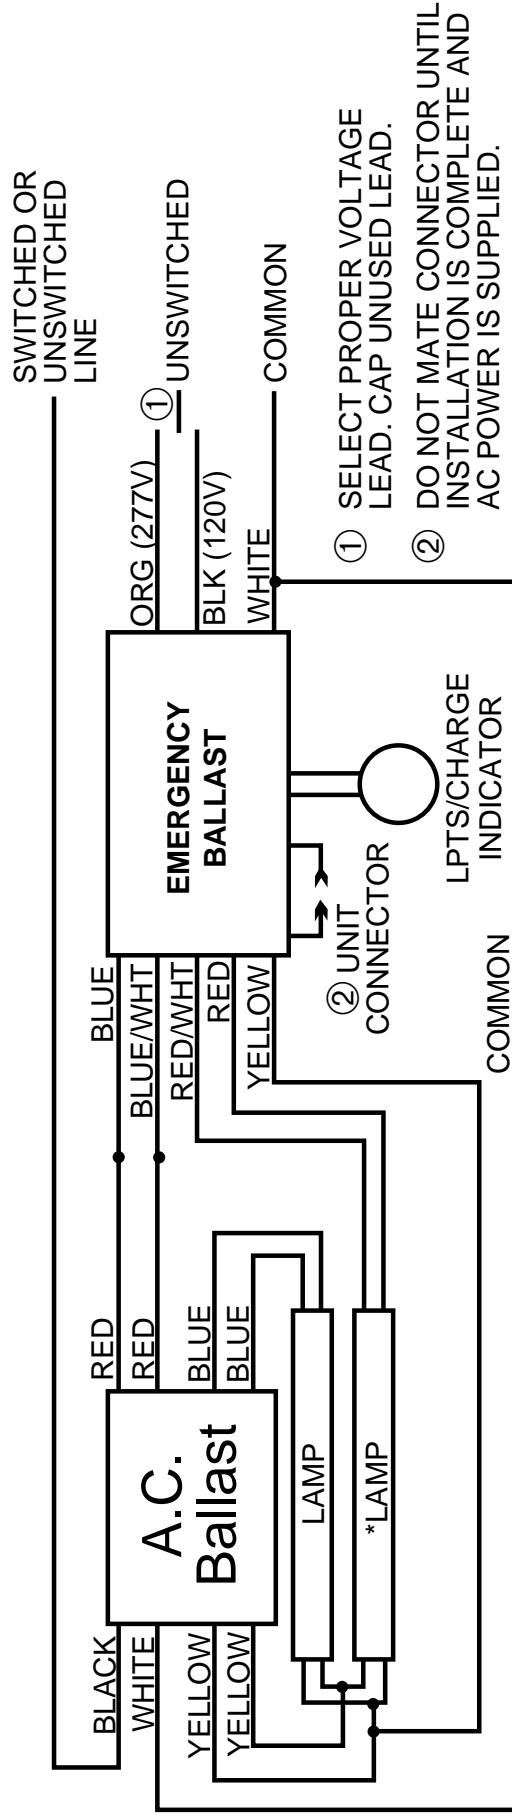 SWITCHED OR
UNSWITCHED
LINE
BLACK
WHITE
YELLOW
YELLOW
A.C.
Ballast
RED
RED
BLUE
BLUE
BLUE
BLUE/WHT
RED/WHT
RED
YELLOW
EMERGENCY
BALLAST
ORG (277V)
BLK (120V)
WHITE
① UNSWITCHED
COMMON
LAMP
*LAMP
② UNIT
CONNECTOR
LPTS/CHARGE
INDICATOR
COMMON
① SELECT PROPER VOLTAGE
LEAD. CAP UNUSED LEAD.
② DO NOT MATE CONNECTOR UNTIL
INSTALLATION IS COMPLETE AND
AC POWER IS SUPPLIED.